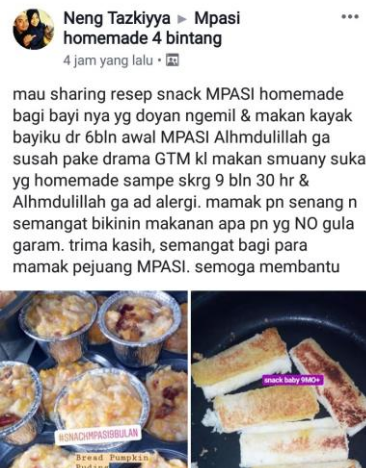 Neng Tazkiyya ▸ Mpasi
homemade 4 bintang
4 jam yang lalu •
mau sharing resep snack MPASI homemade
bagi bayi nya yg doyan ngemil & makan kayak
bayiku dr 6bln awal MPASI Alhmdulillah ga
susah pake drama GTM kl makan smuany suka
yg homemade sampe skrg 9 bln 30 hr &
Alhmdulillah ga ad alergi. mamak pn senang n
semangat bikinin makanan apa pn yg NO gula
garam. trima kasih, semangat bagi para
mamak pejuang MPASI. semoga membantu
snack baby 9MO+
#SNACKMPASI9BULAN
Bread Pumpkin
Puding